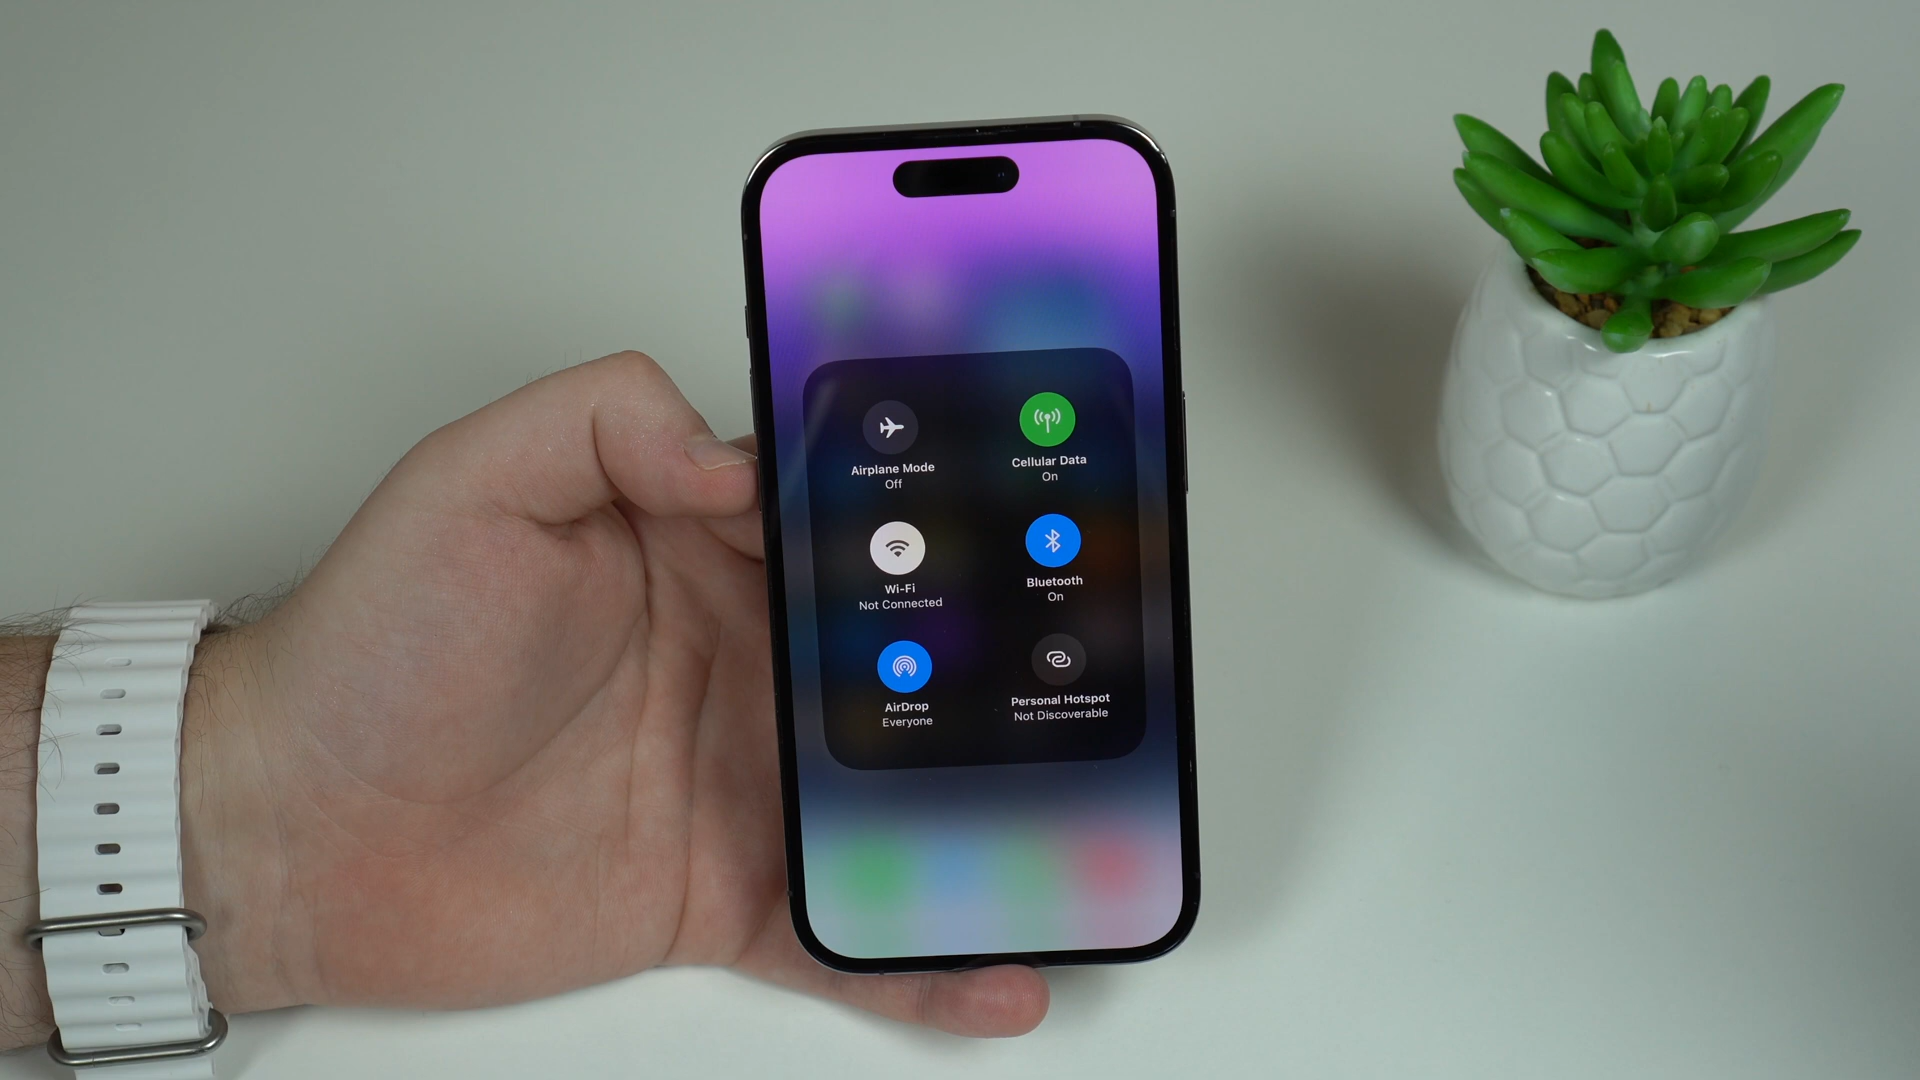 Airplane Mode
Off
Cellular Data
On
Wi-Fi
Not Connected
Bluetooth
On
AirDrop
Everyone
Personal Hotspot
Not Discoverable